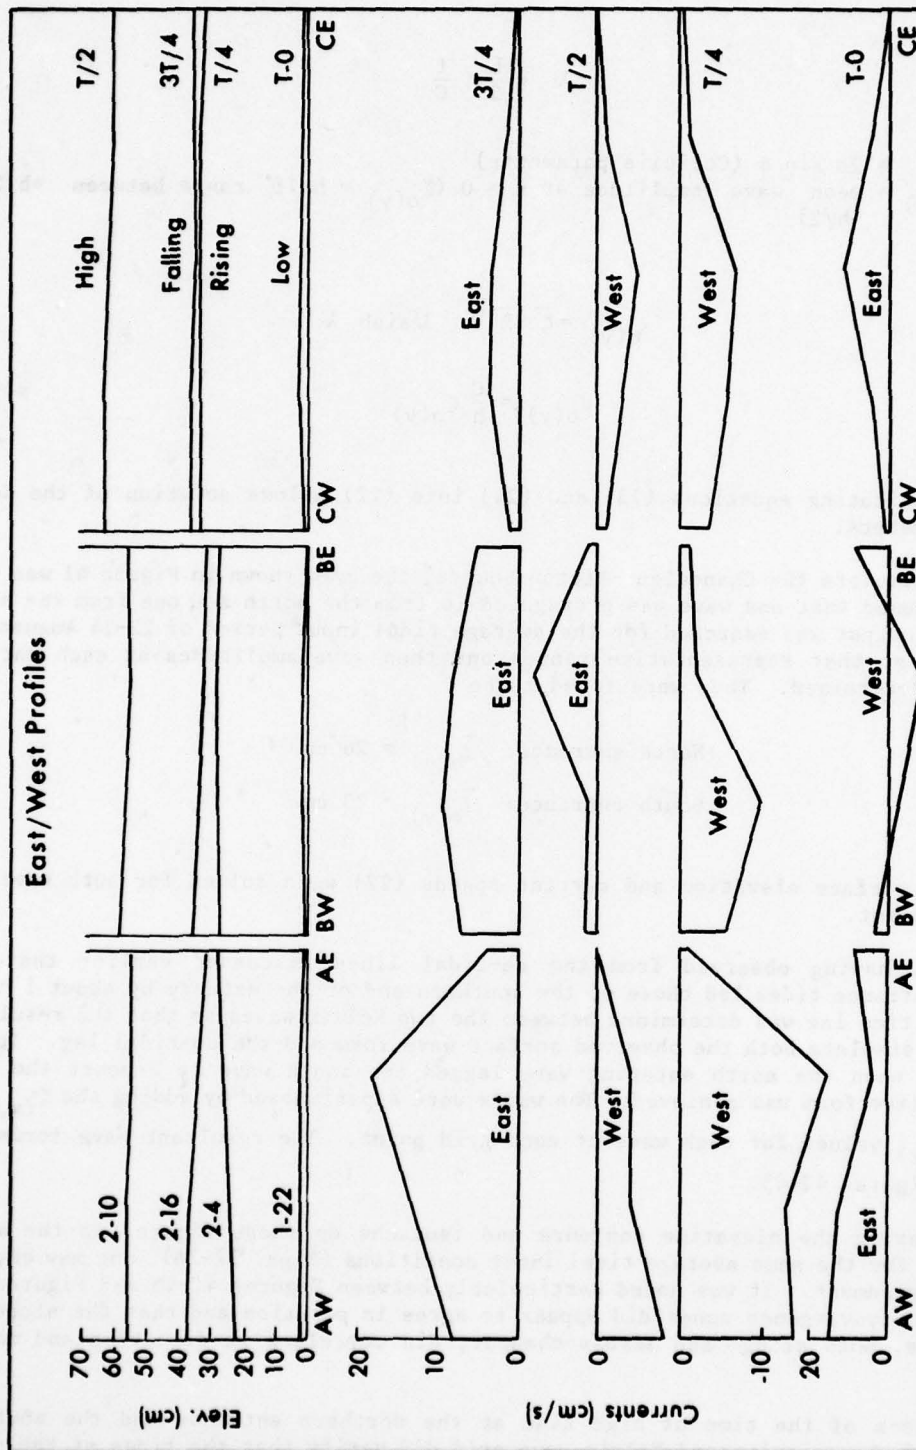 East/West Profiles
70
60
50
40
30
20
10
0
Elev. (cm)
2-10
2-16
2-4
1-22
High
T/2
Falling
3T/4
Rising
T/4
Low
T-0
AW
AE
BW
BE
CW
CE
20
10
0
East
East
East
3T/4
0
West
East
West
T/2
0
-10
West
West
West
T/4
20
0
East
West
East
T-0
Currents (cm/s)
AW
AE
BW
BE
CW
CE